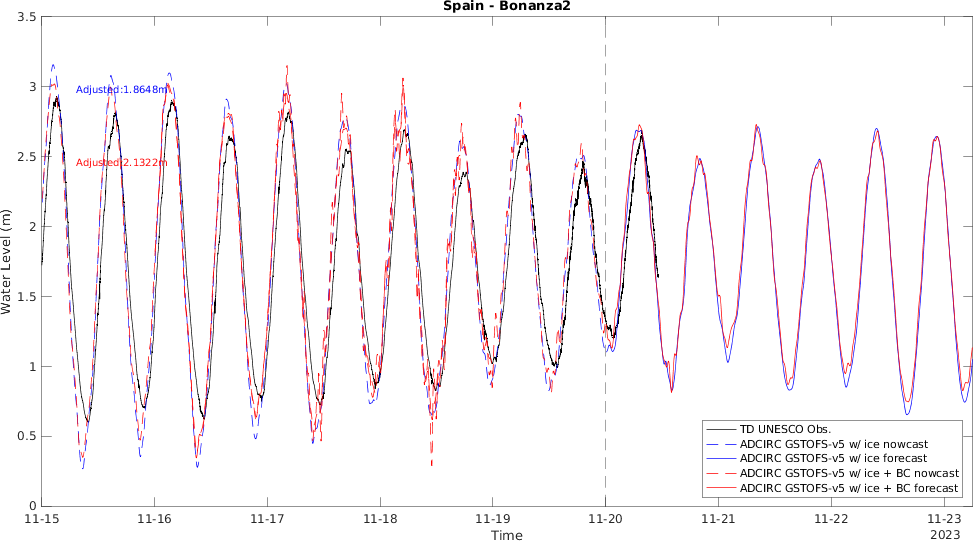 Spain - Bonanza2
3.5
3
2.5
2
1.5
1
0.5
0
Water Level (m)
Adjusted:1.8648m
Adjusted:2.1322m
TD UNESCO Obs.
ADCIRC GSTOFS-v5 w/ ice nowcast
ADCIRC GSTOFS-v5 w/ ice forecast
ADCIRC GSTOFS-v5 w/ ice + BC nowcast
ADCIRC GSTOFS-v5 w/ ice + BC forecast
11-15 11-16 11-17 11-18 11-19 11-20 11-21 11-22 11-23
Time
2023